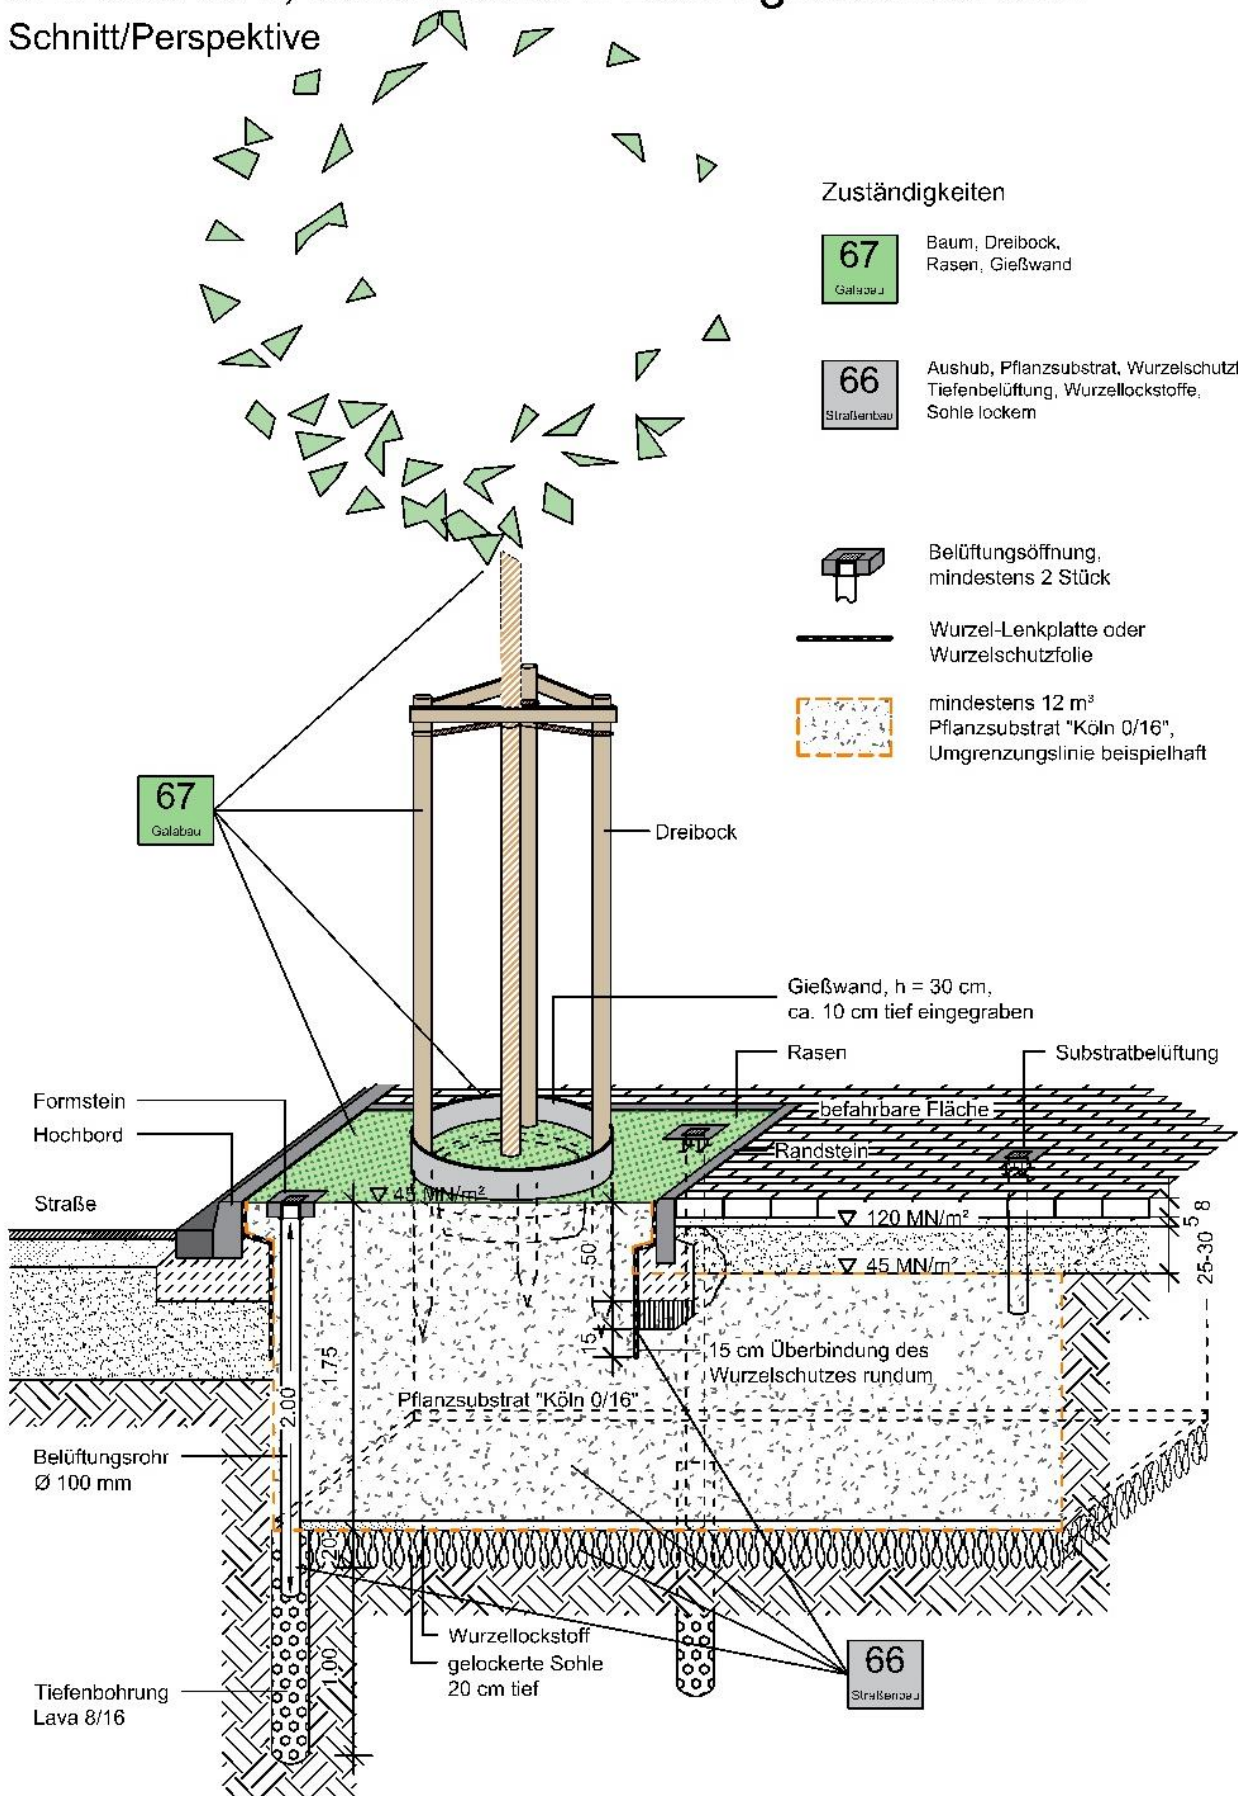 Schnitt/Perspektive
Zuständigkeiten
67
Galabau
Baum, Dreibock,
Rasen, Gießwand
66
Straßenbau
Aushub, Pflanzsubstrat,
Tiefenbelüftung, Wurzellockstoffe,
Sohle lockern
Belüftungsöffnung,
mindestens 2 Stück
Wurzel-Lenkplatte oder
Wurzelschutzfolie
mindestens 12 m³
Pflanzsubstrat "Köln 0/16",
Umgrenzungslinie beispielhaft
67
Galabau
Dreibock
Gießwand, h = 30 cm,
ca. 10 cm tief eingegraben
Rasen
Substratbelüftung
Formstein
Hochbord
befahrbare Fläche
Randstein
Straße
45 MN/m²
120 MN/m²
45 MN/m²
8
5
25-30
50
15
15 cm Überbindung des
Wurzelschutzes rundum
1.75
2.00
Pflanzsubstrat "Köln 0/16"
Belüftungsrohr
Ø 100 mm
20
1.00
Wurzellockstoff
gelockerte Sohle
20 cm tief
66
Straßenbau
Tiefenbohrung
Lava 8/16